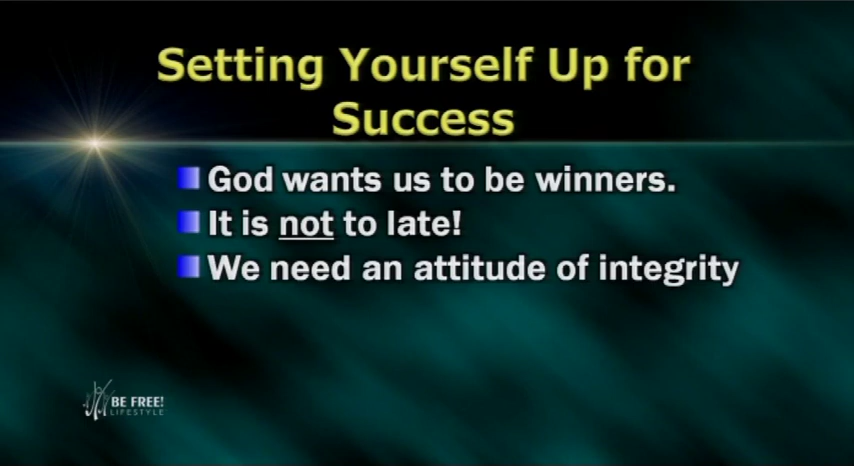 Setting Yourself Up for
Success
God wants us to be winners.
It is not to late!
We need an attitude of integrity
BE FREE!
LIFESTYLE